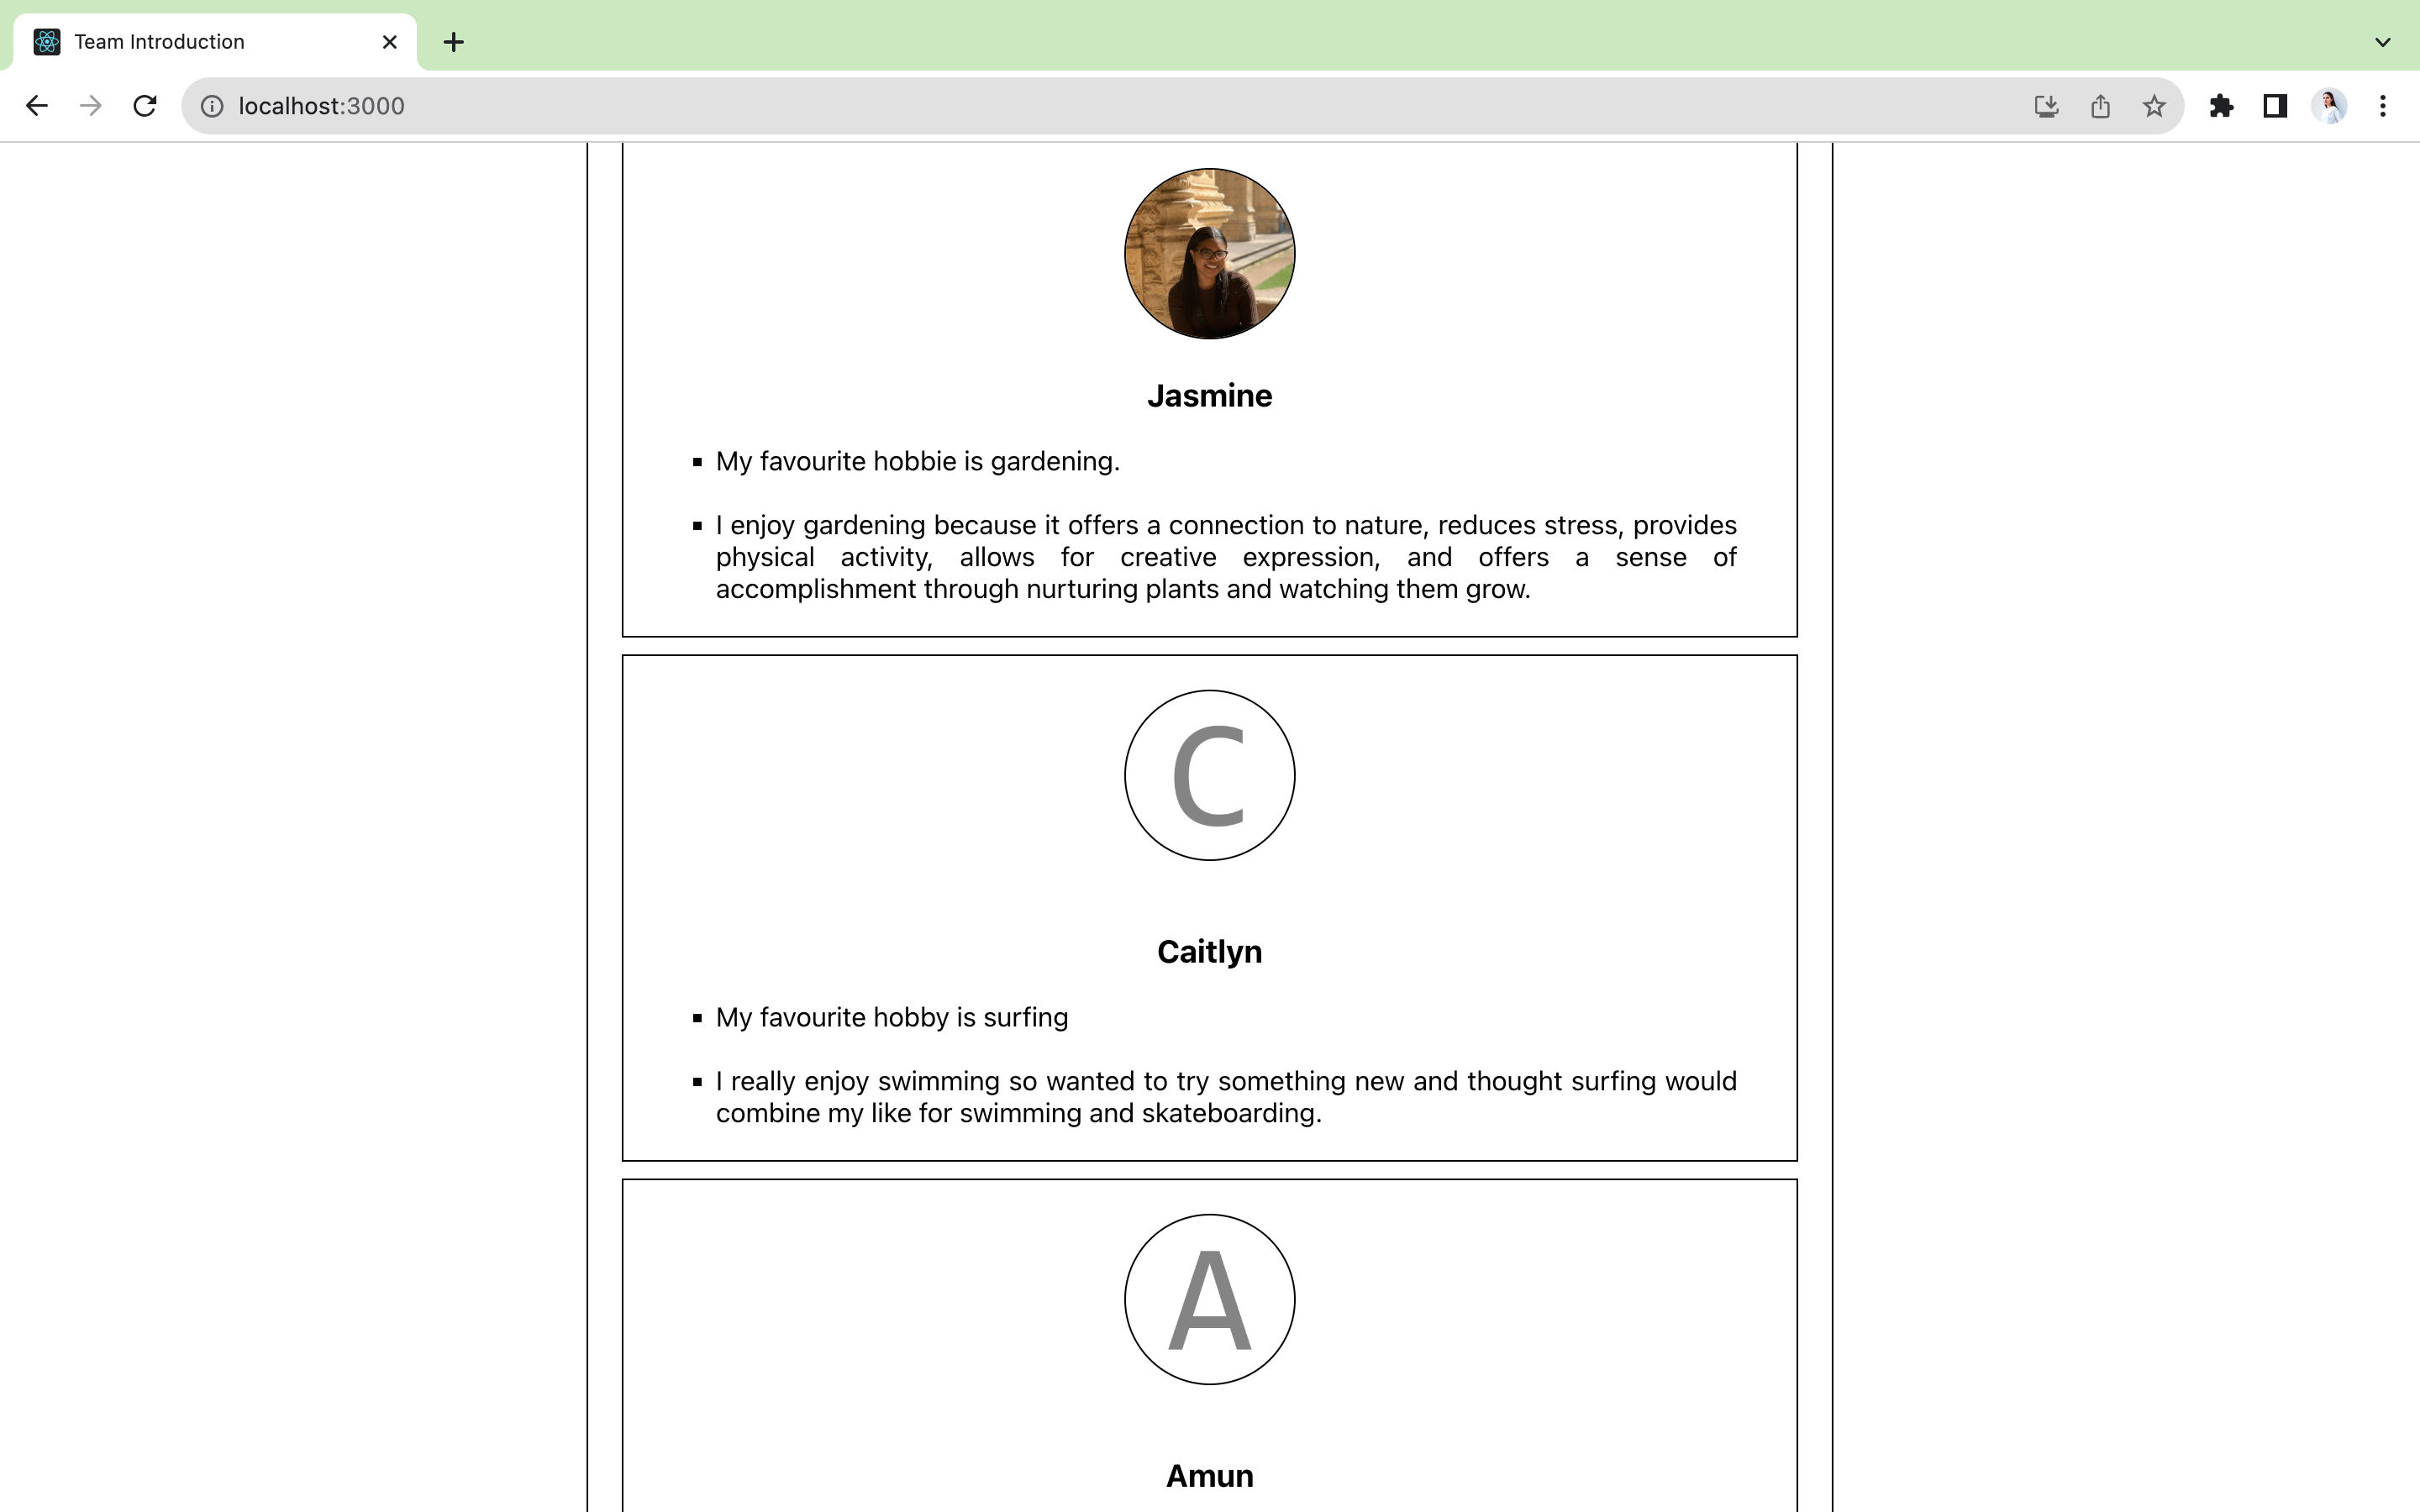 Team Introduction
localhost:3000
Jasmine
My favourite hobbie is gardening.
I enjoy gardening because it offers a connection to nature, reduces stress, provides
physical activity, allows for creative expression, and offers a sense of
accomplishment through nurturing plants and watching them grow.
C
Caitlyn
My favourite hobby is surfing
I really enjoy swimming so wanted to try something new and thought surfing would
combine my like for swimming and skateboarding.
A
Amun